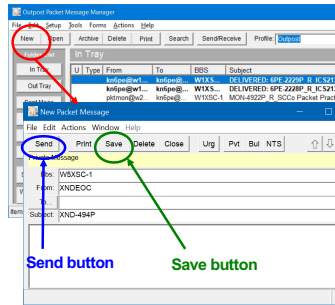 Outpost Packet Message Manager
File Edit Setup Tools Forms Actions Help
New Open Archive Delete Print Search Send/Receive Profile: Outpost
In Tray
In Tray U Type From To BBS Subject
kn6pe@w1... kn6pe@... W1XS... DELIVERED: 6PE-2229P_R_ICS213
Out Tray kn6pe@w... kn6pe@... W1XS... DELIVERED: 6PE-2228P_R_ICS213
pktmon@w2... kn6pe@w... W1XSC-1 MON-4922P_R_SCCo Packet Pract
New Packet Message
File Edit Actions Window Help
Send Print Save Delete Close Urg Pvt Bul NTS
Message
Bbs: W5XSC-1
From: XNDEOC
To...
Subject: XND-494P
Send button
Save button